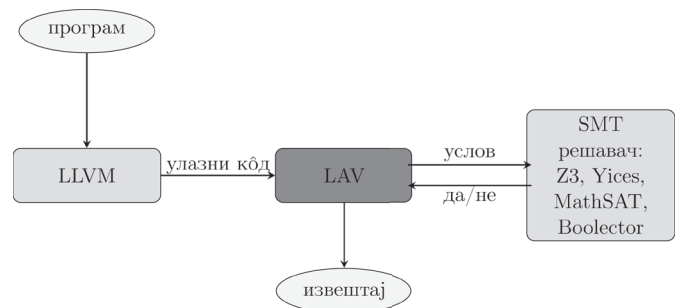 програм
LLVM
улазни кôд
LAV
услов
да/не
SMT
решавач:
Z3, Yices,
MathSAT,
Boolector
извештај